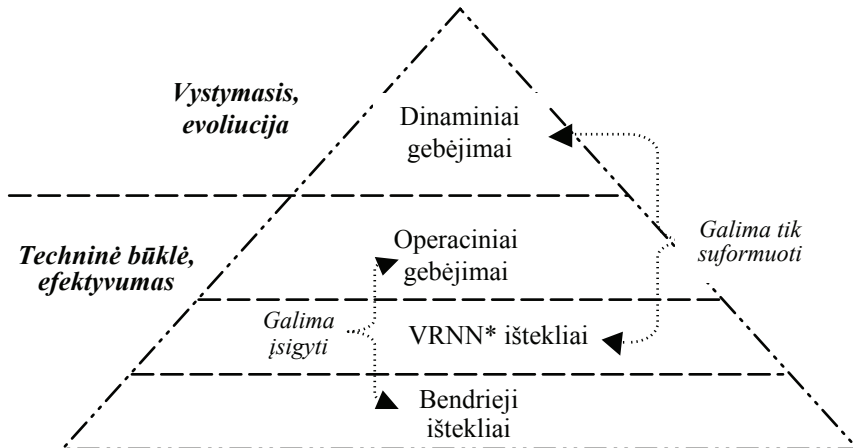 Vystymasis,
evoliucija
Dinaminiai
gebėjimai
Techninė būklė,
efektyvumas
Operaciniai
gebėjimai
Galima tik
suformuoti
Galima
įsigyti
VRNN* ištekliai
Bendrieji
ištekliai